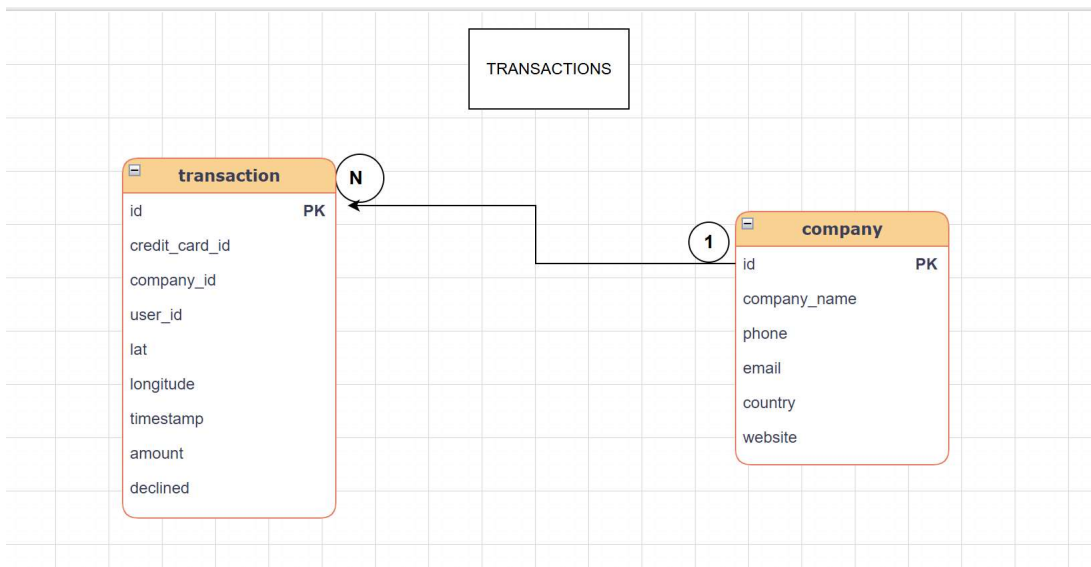 TRANSACTIONS
transaction
N
id PK
credit_card_id
company_id
user_id
lat
longitude
timestamp
amount
declined
1
company
id PK
company_name
phone
email
country
website